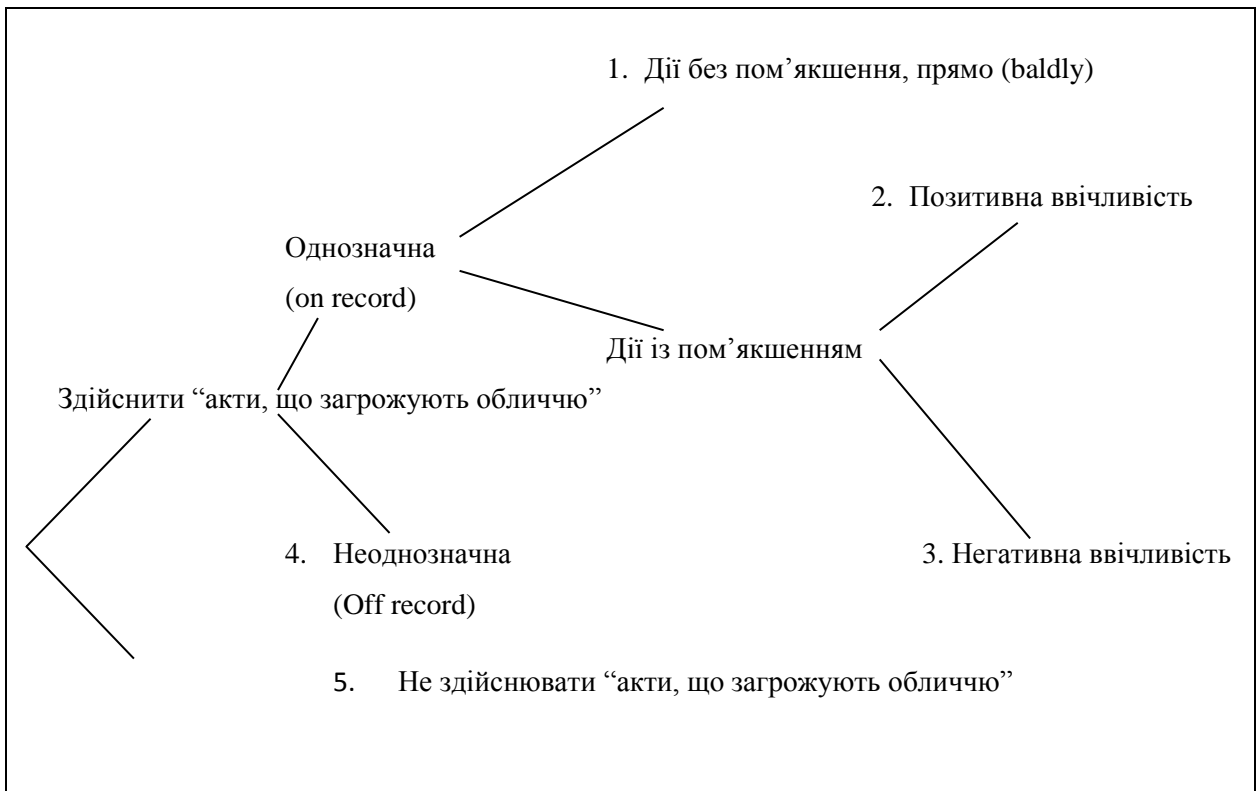 1. Дії без пом’якшення, прямо (baldly)
2. Позитивна ввічливість
Однозначна
(on record)
Дії із пом’якшенням
Здійснити “акти, що загрожують обличчю”
4. Неоднозначна
3. Негативна ввічливість
(Off record)
5. Не здійснювати “акти, що загрожують обличчю”